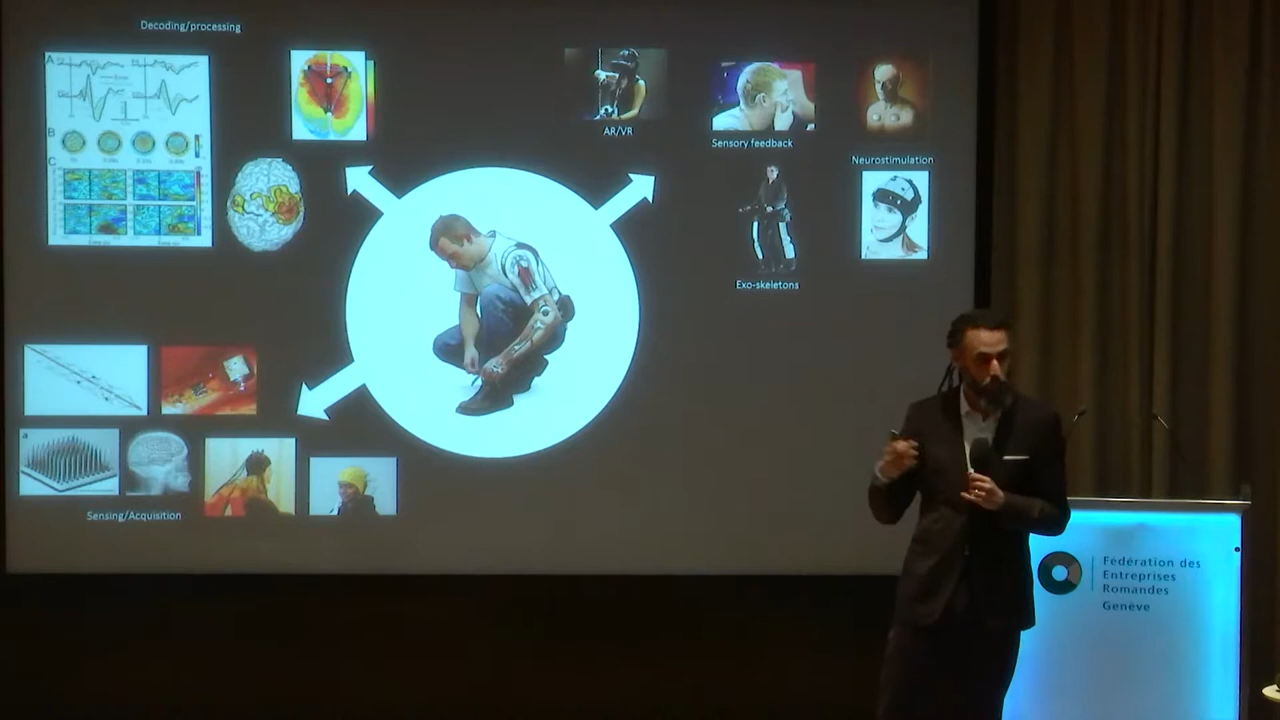 Decoding/processing
A
B
C
AR/VR
Sensory feedback
Neurostimulation
Exo-skeletons
a
Sensing/Acquisition
Fédération des
Entreprises
Romandes
Genève